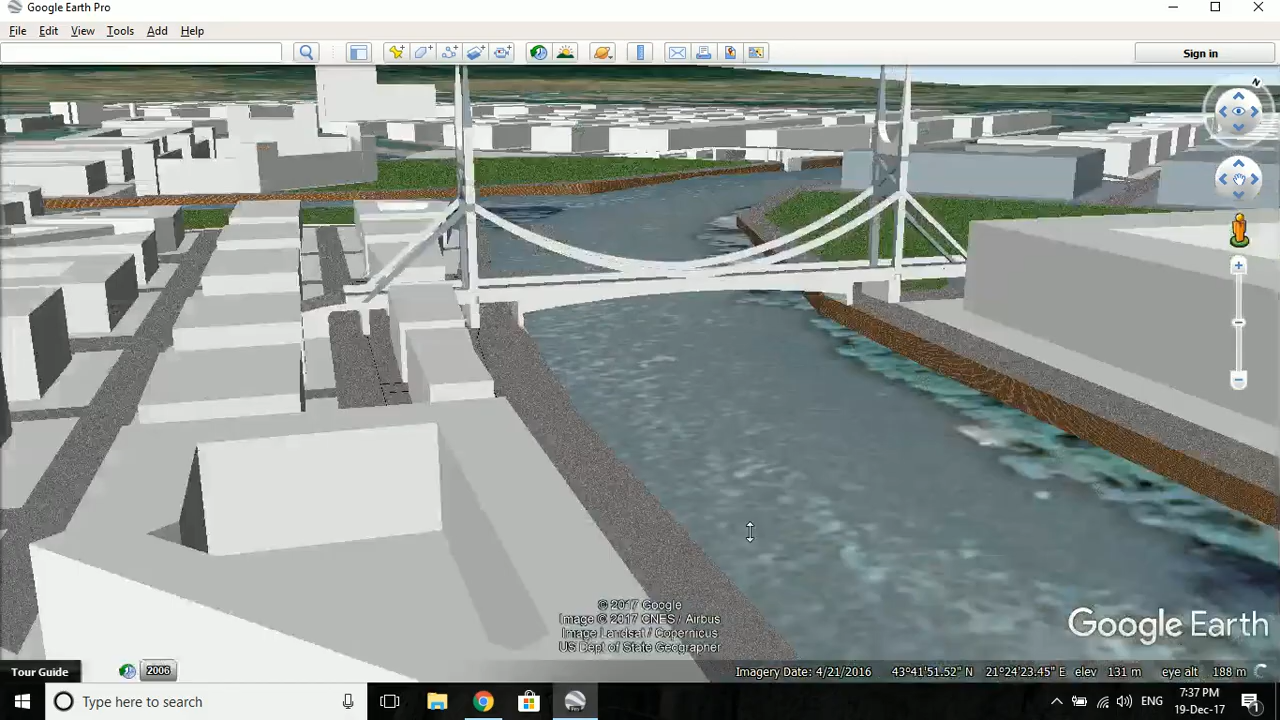 Google Earth Pro
File Edit View Tools Add Help
Sign in
N
© 2017 Google
Image © 2017 CNES / Airbus
Image Landsat / Copernicus
US Dept of State Geographer
Google Earth
Tour Guide
2006
Imagery Date: 4/21/2016 43°41'51.52" N 21°24'23.45" E elev 131 m eye alt 188 m
Type here to search
ENG
7:37 PM
19-Dec-17
1